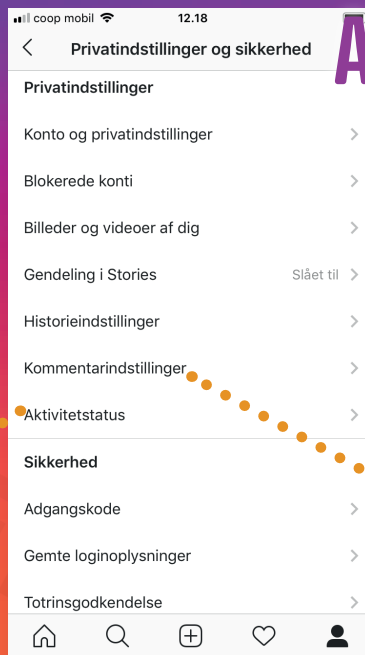 coop mobil 12.18
Privatindstillinger og sikkerhed
A
Privatindstillinger
Konto og privatindstillinger
Blokerede konti
Billeder og videoer af dig
Gendeling i Stories Slået til
Historieindstillinger
Kommentarindstillinger
Aktivitetstatus
Sikkerhed
Adgangskode
Gemte loginoplysninger
Totrinsgodkendelse